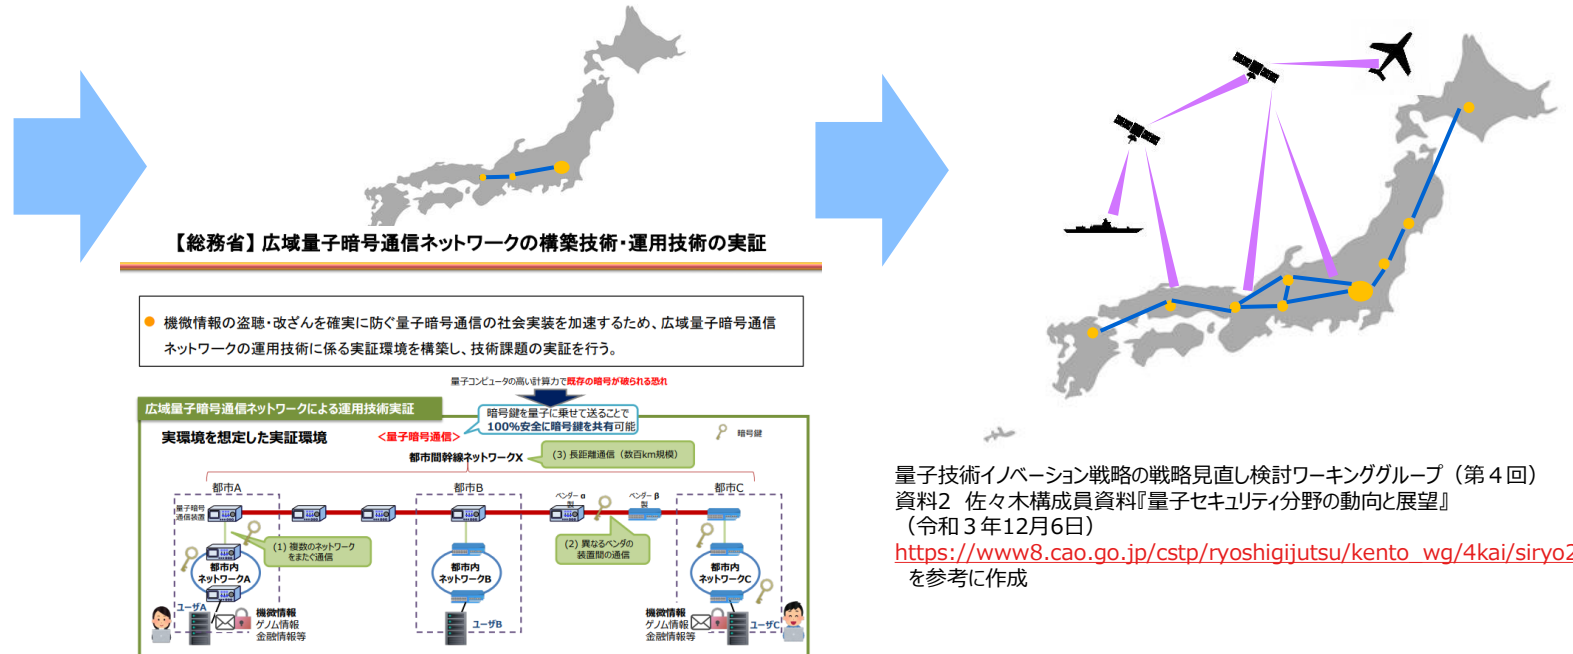 【総務省】広域量子暗号通信ネットワークの構築技術・運用技術の実証
● 機微情報の盗聴・改ざんを確実に防ぐ量子暗号通信の社会実装を加速するため、広域量子暗号通信
ネットワークの運用技術に係る実証環境を構築し、技術課題の実証を行う。
量子コンピュータの高い計算力で既存の暗号が破られる恐れ
広域量子暗号通信ネットワークによる運用技術実証
暗号鍵を量子に乗せて送ることで
100%安全に暗号鍵を共有可能
実環境を想定した実証環境
<量子暗号通信>
暗号鍵
都市間幹線ネットワークX
(3) 長距離通信（数百km規模）
都市A
都市B
都市C
量子暗号
通信装置
ベンダー α
製
ベンダー β
製
(1) 複数のネットワーク
をまたぐ通信
(2) 異なるベンダの
装置間の通信
都市内
ネットワークA
都市内
ネットワークB
都市内
ネットワークC
ユーザA
機微情報
ゲノム情報
金融情報等
ユーザB
機微情報
ゲノム情報
金融情報等
ユーザC
量子技術イノベーション戦略の戦略見直し検討ワーキンググループ（第４回）
資料2 佐々木構成員資料『量子セキュリティ分野の動向と展望』
（令和３年12月6日）
https://www8.cao.go.jp/cstp/ryoshigijutsu/kento_wg/4kai/siryo2
を参考に作成